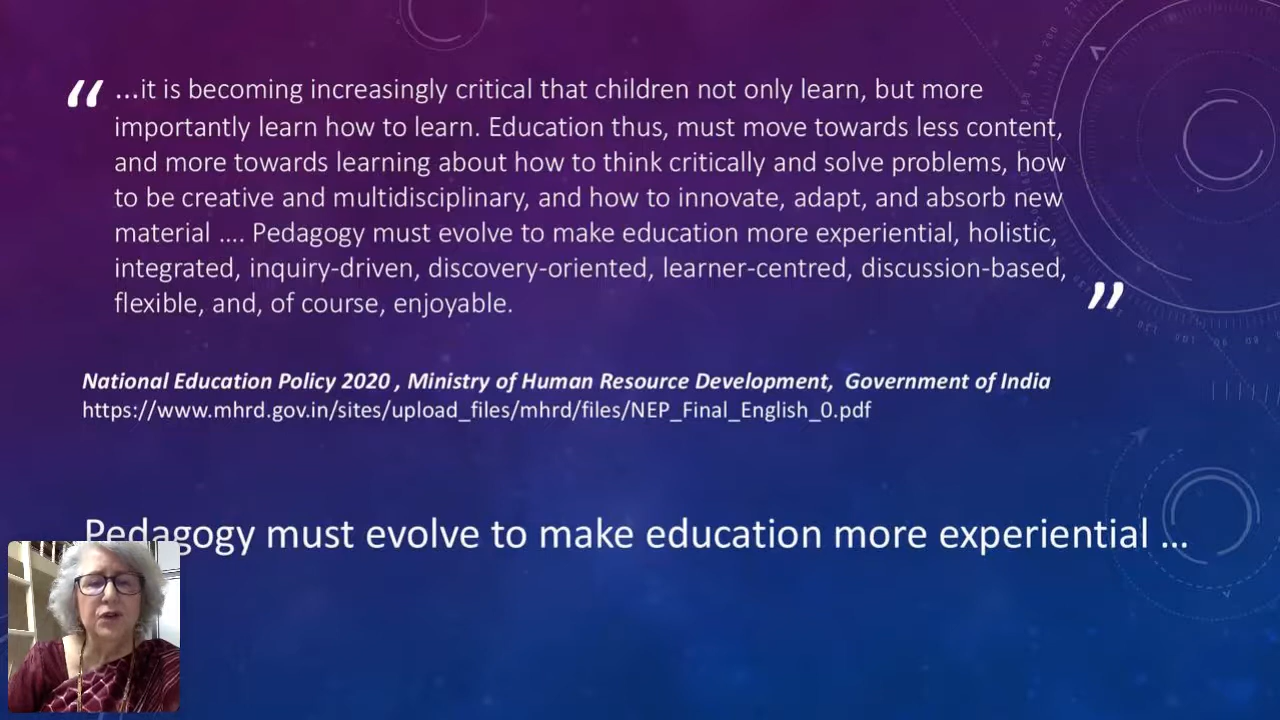 “ ...it is becoming increasingly critical that children not only learn, but more
importantly learn how to learn. Education thus, must move towards less content,
and more towards learning about how to think critically and solve problems, how
to be creative and multidisciplinary, and how to innovate, adapt, and absorb new
material .... Pedagogy must evolve to make education more experiential, holistic,
integrated, inquiry-driven, discovery-oriented, learner-centred, discussion-based,
flexible, and, of course, enjoyable. ”
National Education Policy 2020 , Ministry of Human Resource Development,  Government of India
https://www.mhrd.gov.in/sites/upload_files/mhrd/files/NEP_Final_English_0.pdf
Pedagogy must evolve to make education more experiential ...